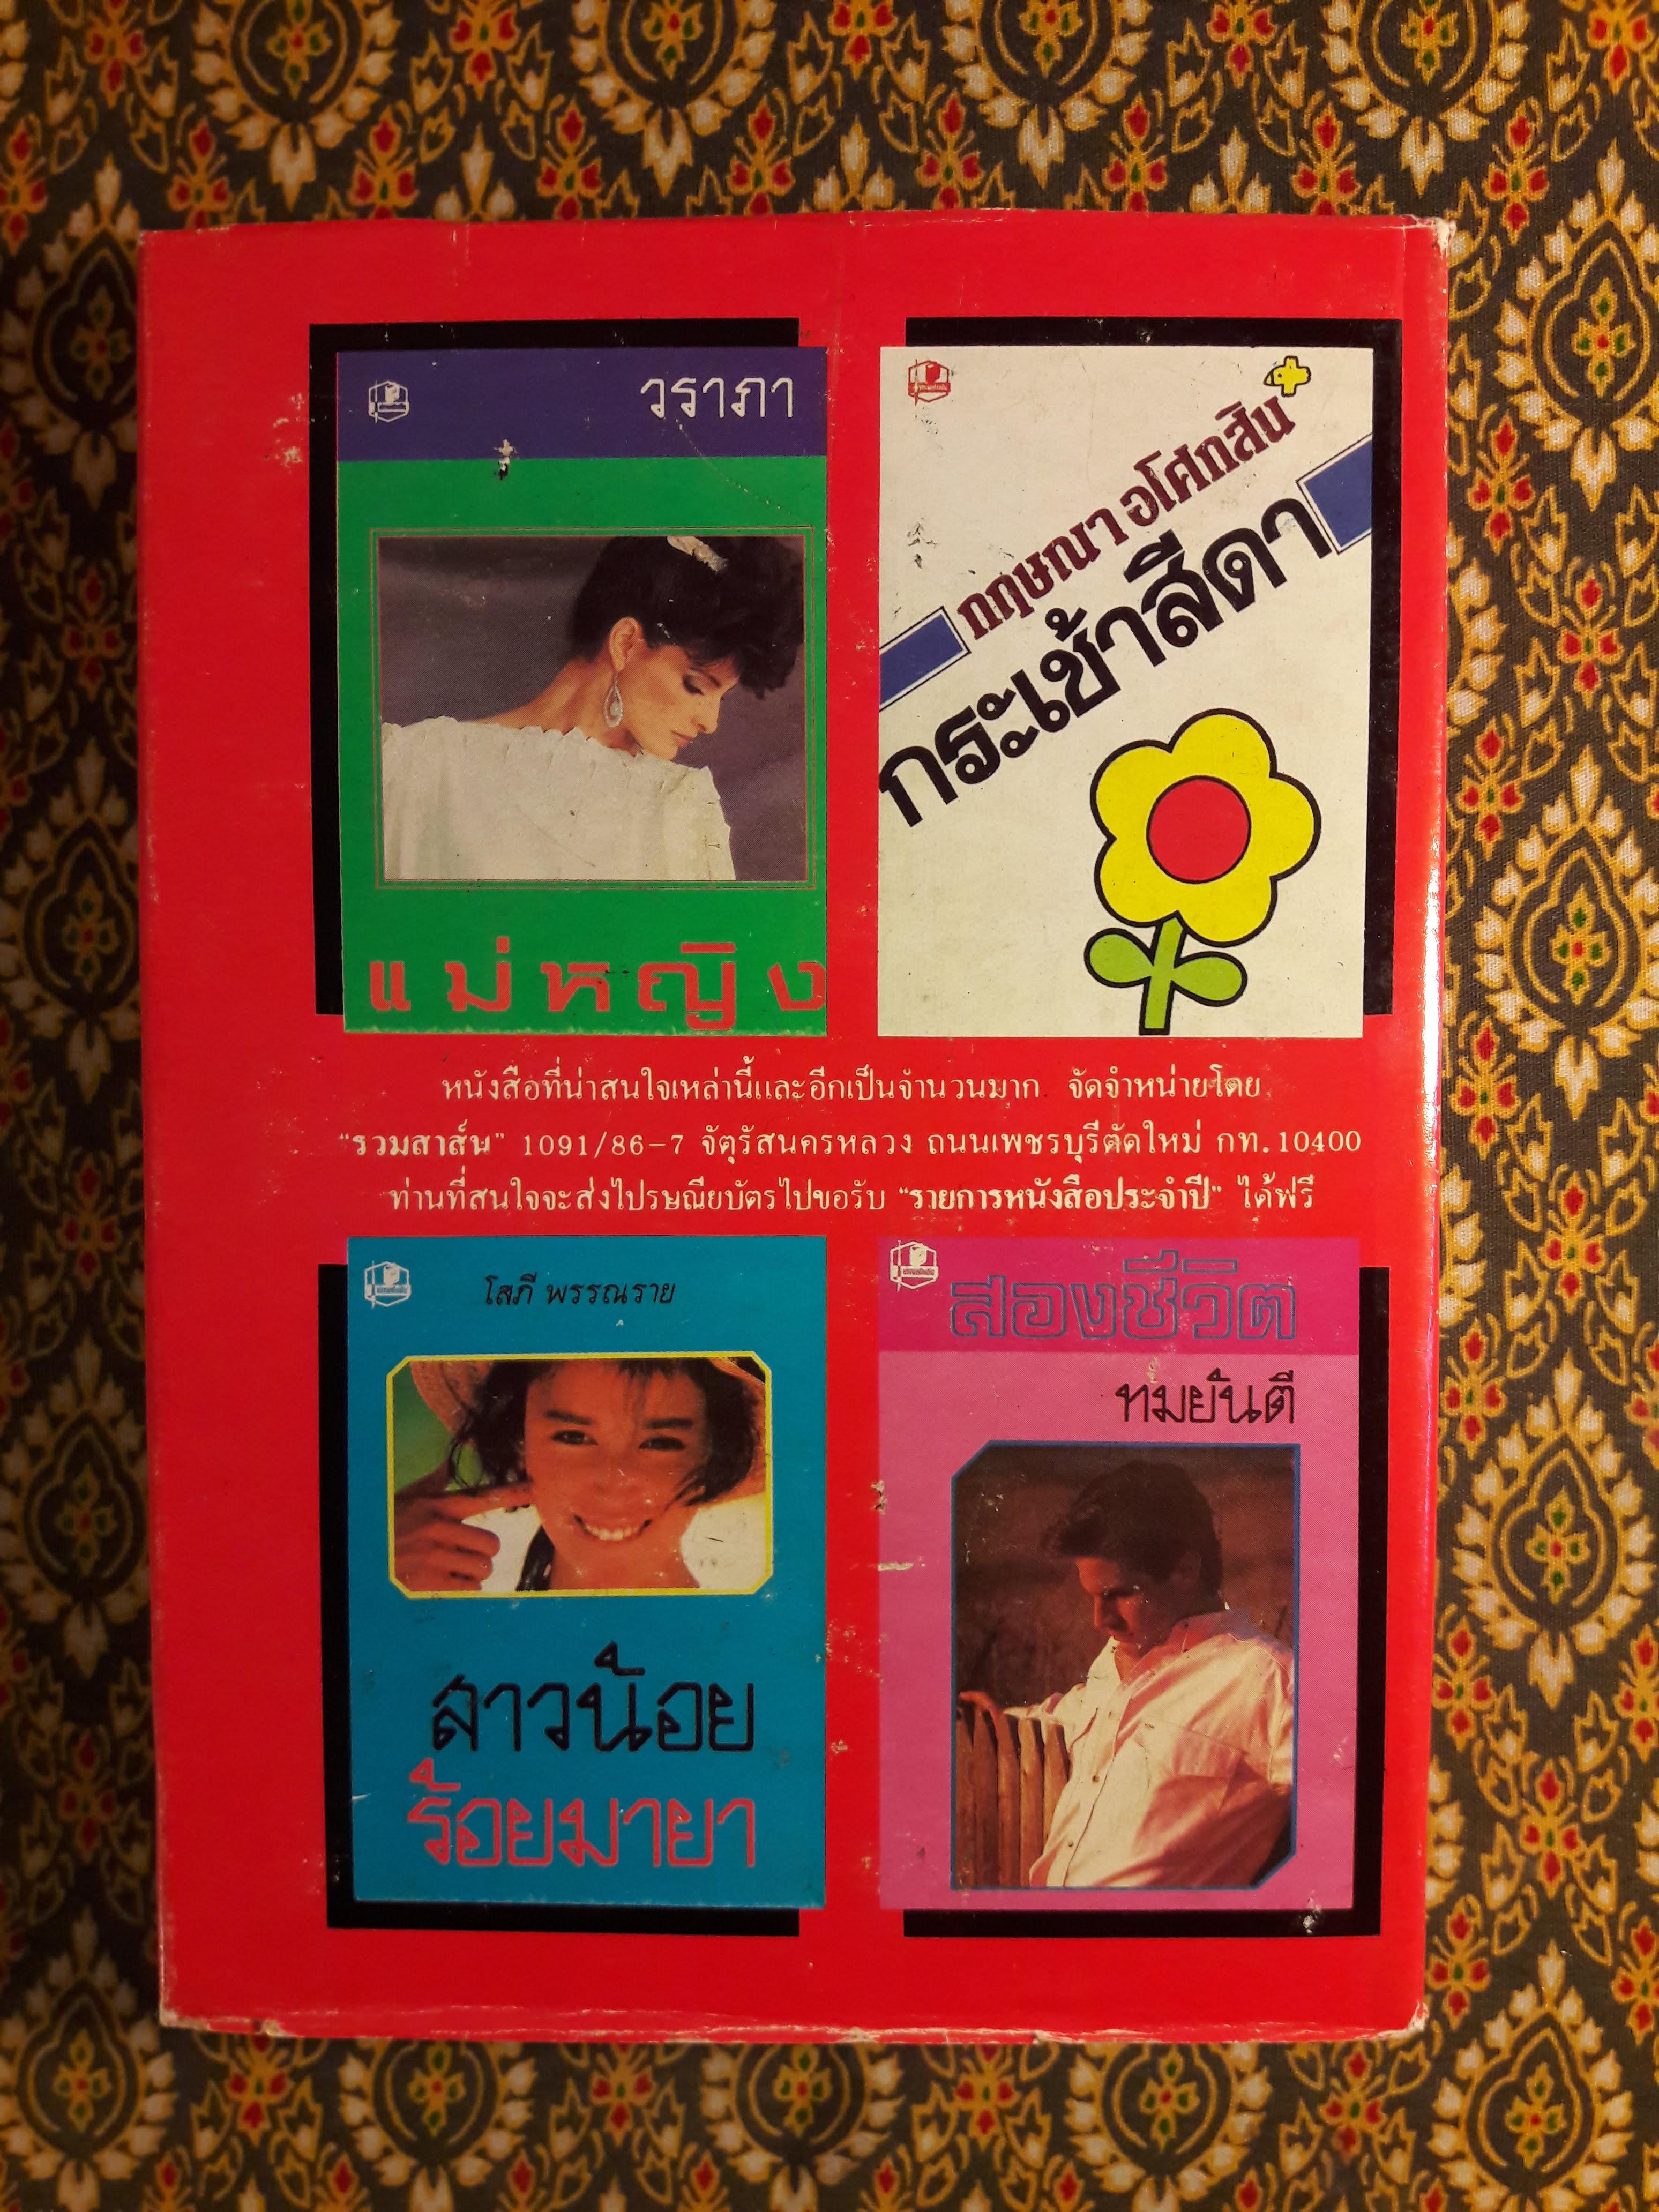 วราภา
แม่หญิง
กฤษณา อโศกสิน
กระเช้าสีดา
หนังสือที่น่าสนใจเหล่านี้และอีกเป็นจำนวนมาก จัดจำหน่ายโดย
“รวมสาส์น” 1091/86-7 จัตุรัสนครหลวง ถนนเพชรบุรีตัดใหม่ กท. 10400
ท่านที่สนใจจะส่งไปรษณียบัตรไปขอรับ “รายการหนังสือประจำปี” ได้ฟรี
โสภี พรรณราย
สาวน้อย
ร้อยมายา
สองชีวิต
ทมยันตี